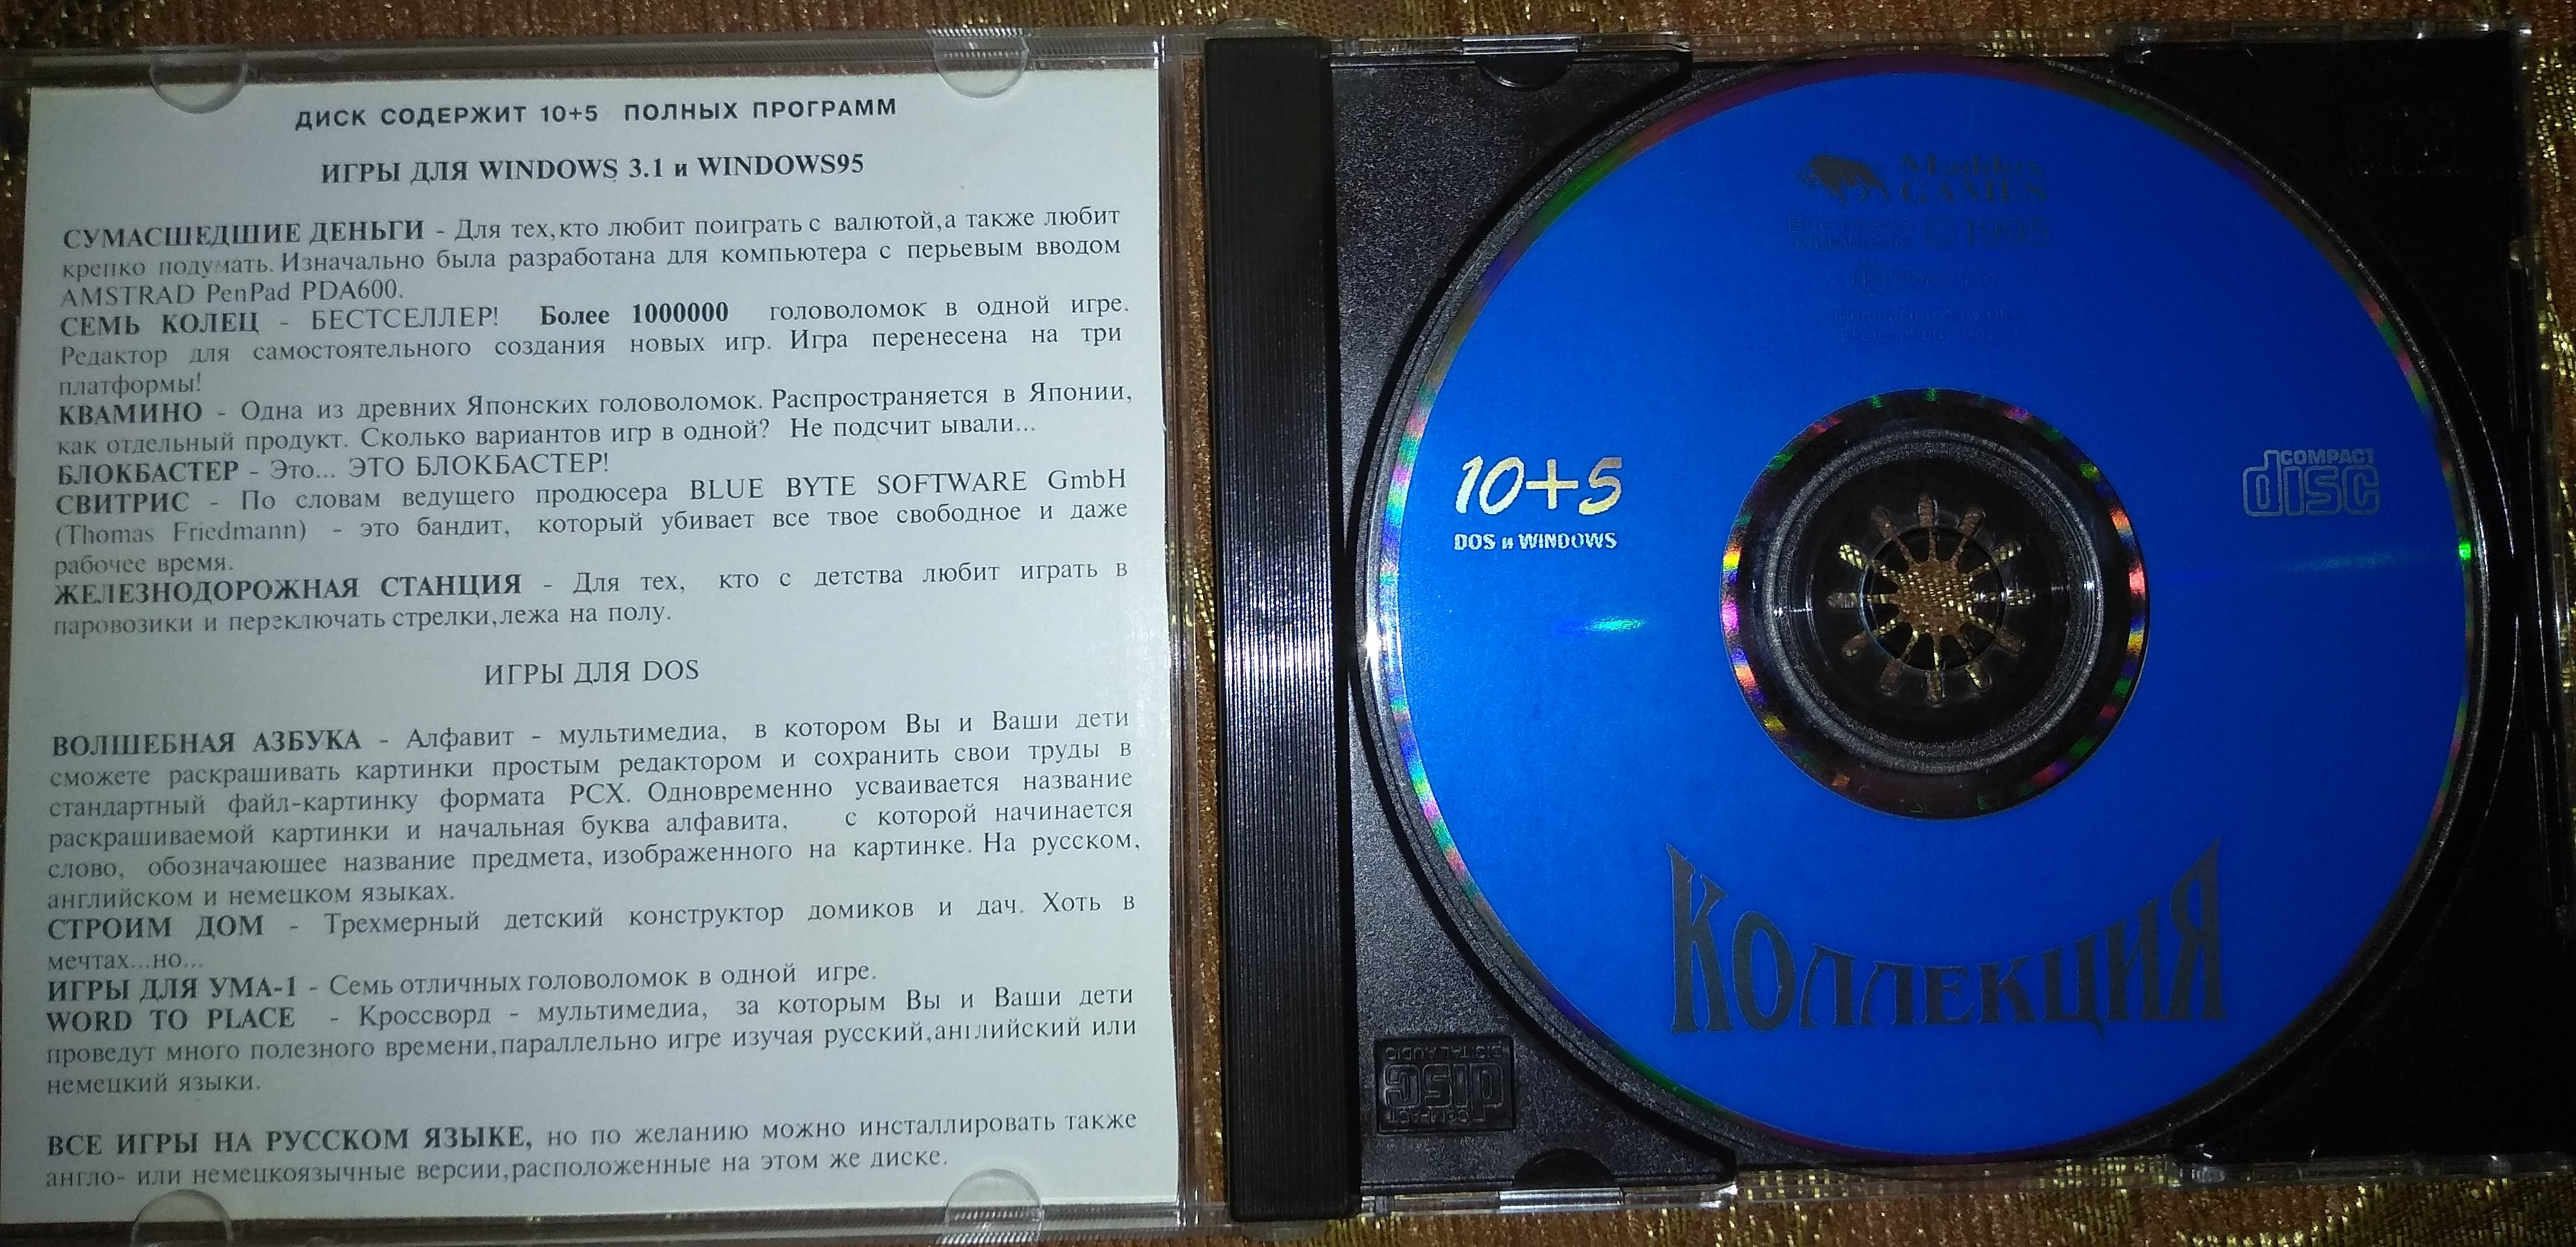 ДИСК СОДЕРЖИТ 10+5 ПОЛНЫХ ПРОГРАММ
ИГРЫ ДЛЯ WINDOWS 3.1 и WINDOWS95
СУМАСШЕДШИЕ ДЕНЬГИ - Для тех,кто любит поиграть с валютой,а также любит
крепко подумать. Изначально была разработана для компьютера с перьевым вводом
AMSTRAD PenPad PDA600.
СЕМЬ КОЛЕЦ - БЕСТСЕЛЛЕР! Более 1000000 головоломок в одной игре.
Редактор для самостоятельного создания новых игр. Игра перенесена на три
платформы!
КВАМИНО - Одна из древних Японских головоломок. Распространяется в Японии,
как отдельный продукт. Сколько вариантов игр в одной? Не подсчит ывали...
БЛОКБАСТЕР - Это... ЭТО БЛОКБАСТЕР!
СВИТРИС - По словам ведущего продюсера BLUE BYTE SOFTWARE GmbH
(Thomas Friedmann) - это бандит, который убивает все твое свободное и даже
рабочее время.
ЖЕЛЕЗНОДОРОЖНАЯ СТАНЦИЯ - Для тех, кто с детства любит играть в
паровозики и переключать стрелки,лежа на полу.
ИГРЫ ДЛЯ DOS
ВОЛШЕБНАЯ АЗБУКА - Алфавит - мультимедиа, в котором Вы и Ваши дети
сможете раскрашивать картинки простым редактором и сохранить свои труды в
стандартный файл-картинку формата PCX. Одновременно усваивается название
раскрашиваемой картинки и начальная буква алфавита, с которой начинается
слово, обозначающее название предмета, изображенного на картинке. На русском,
английском и немецком языках.
СТРОИМ ДОМ - Трехмерный детский конструктор домиков и дач. Хоть в
мечтах...но...
ИГРЫ ДЛЯ УМА-1 - Семь отличных головоломок в одной игре.
WORD TO PLACE - Кроссворд - мультимедиа, за которым Вы и Ваши дети
проведут много полезного времени,параллельно игре изучая русский,английский или
немецкий языки.
ВСЕ ИГРЫ НА РУССКОМ ЯЗЫКЕ, но по желанию можно инсталлировать также
англо- или немецкоязычные версии,расположенные на этом же диске.
Maddox
GAMES
© 1995
10+5
DOS и WINDOWS
COMPACT
disc
КОЛЛЕКЦИЯ
COMPACT
disc
DIGITAL AUDIO